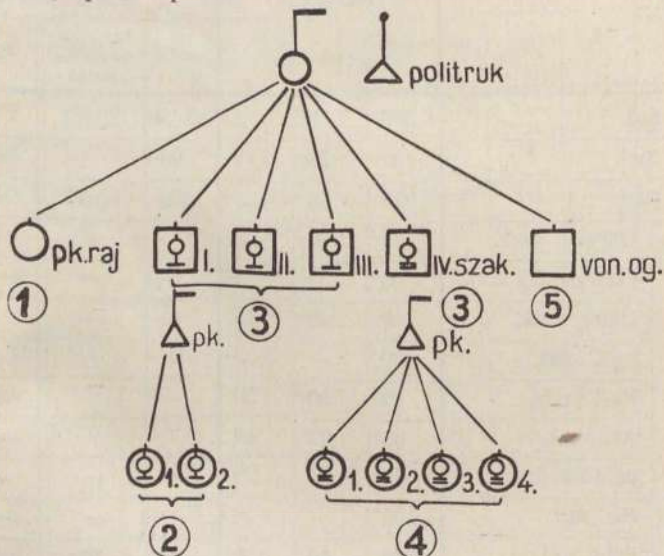 politruk
pk.raj I. II. III. IV.szak. von.og.
1 3 3 5
pk. pk.
1. 2. 1. 2. 3. 4.
2 4